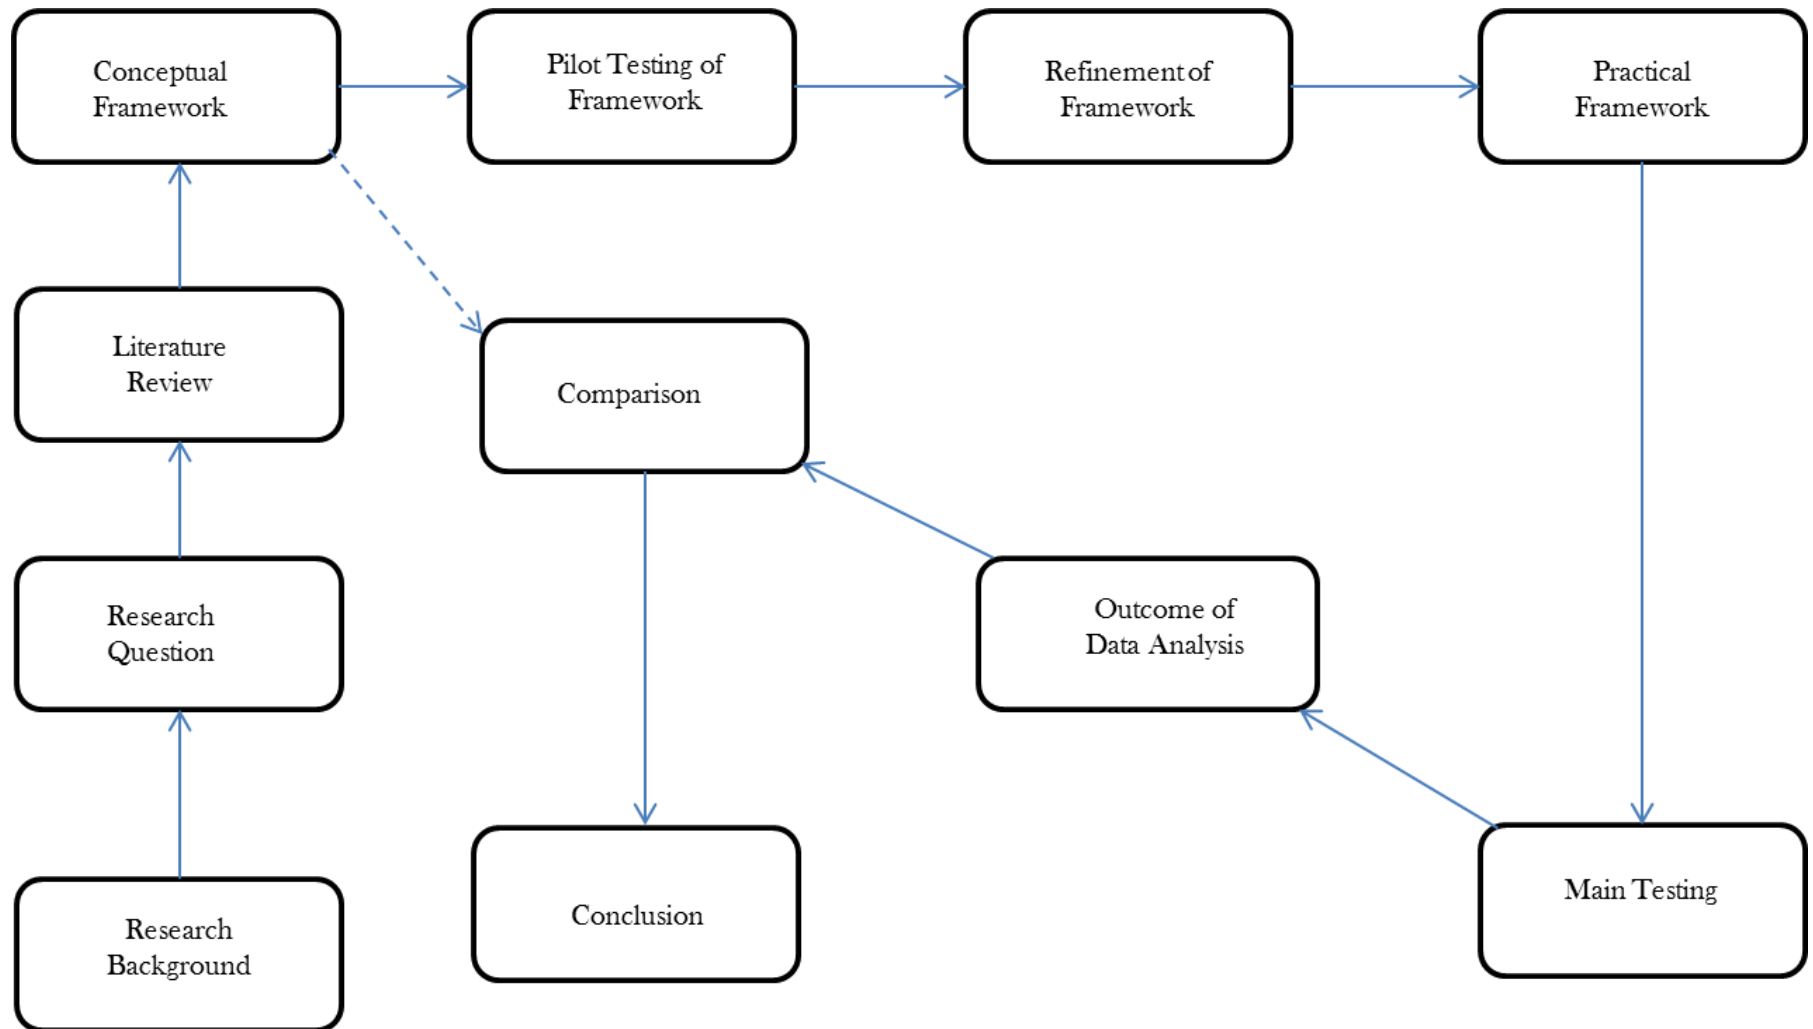 Conceptual
Framework
Pilot Testing of
Framework
Refinement of
Framework
Practical
Framework
Literature
Review
Comparison
Research
Question
Outcome of
Data Analysis
Research
Background
Conclusion
Main Testing